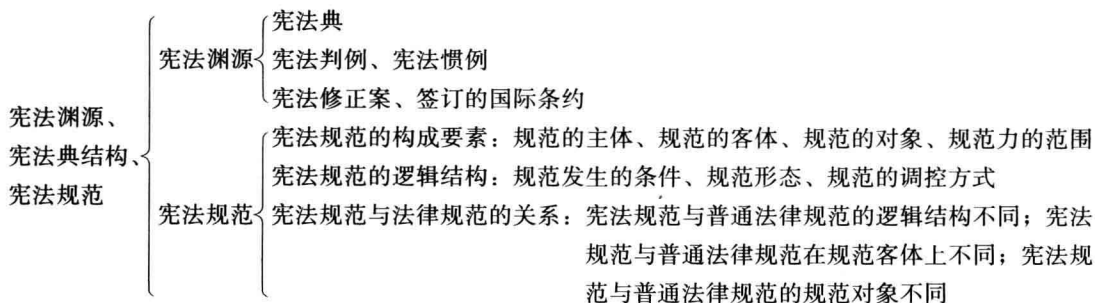 宪法渊源、
宪法典结构、
宪法规范
宪法渊源
宪法典
宪法判例、宪法惯例
宪法修正案、签订的国际条约
宪法规范
宪法规范的构成要素：规范的主体、规范的客体、规范的对象、规范力的范围
宪法规范的逻辑结构：规范发生的条件、规范形态、规范的调控方式
宪法规范与法律规范的关系：宪法规范与普通法律规范的逻辑结构不同；宪法
规范与普通法律规范在规范客体上不同；宪法规
范与普通法律规范的规范对象不同